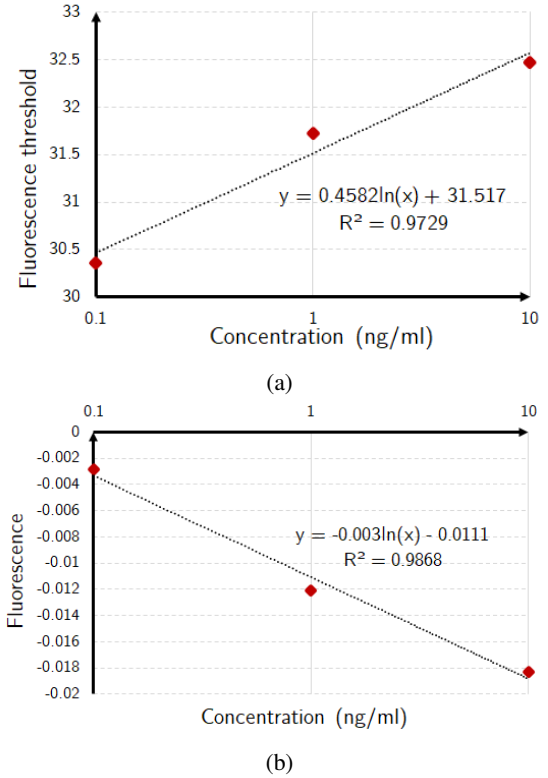 33
32.5
32
31.5
31
30.5
30
Fluorescence threshold
y = 0.4582ln(x) + 31.517
R² = 0.9729
0.1 1 10
Concentration (ng/ml)
(a)
0.1 1 10
0
-0.002
-0.004
-0.006
-0.008
-0.01
-0.012
-0.014
-0.016
-0.018
-0.02
Fluorescence
y = -0.003ln(x) - 0.0111
R² = 0.9868
Concentration (ng/ml)
(b)